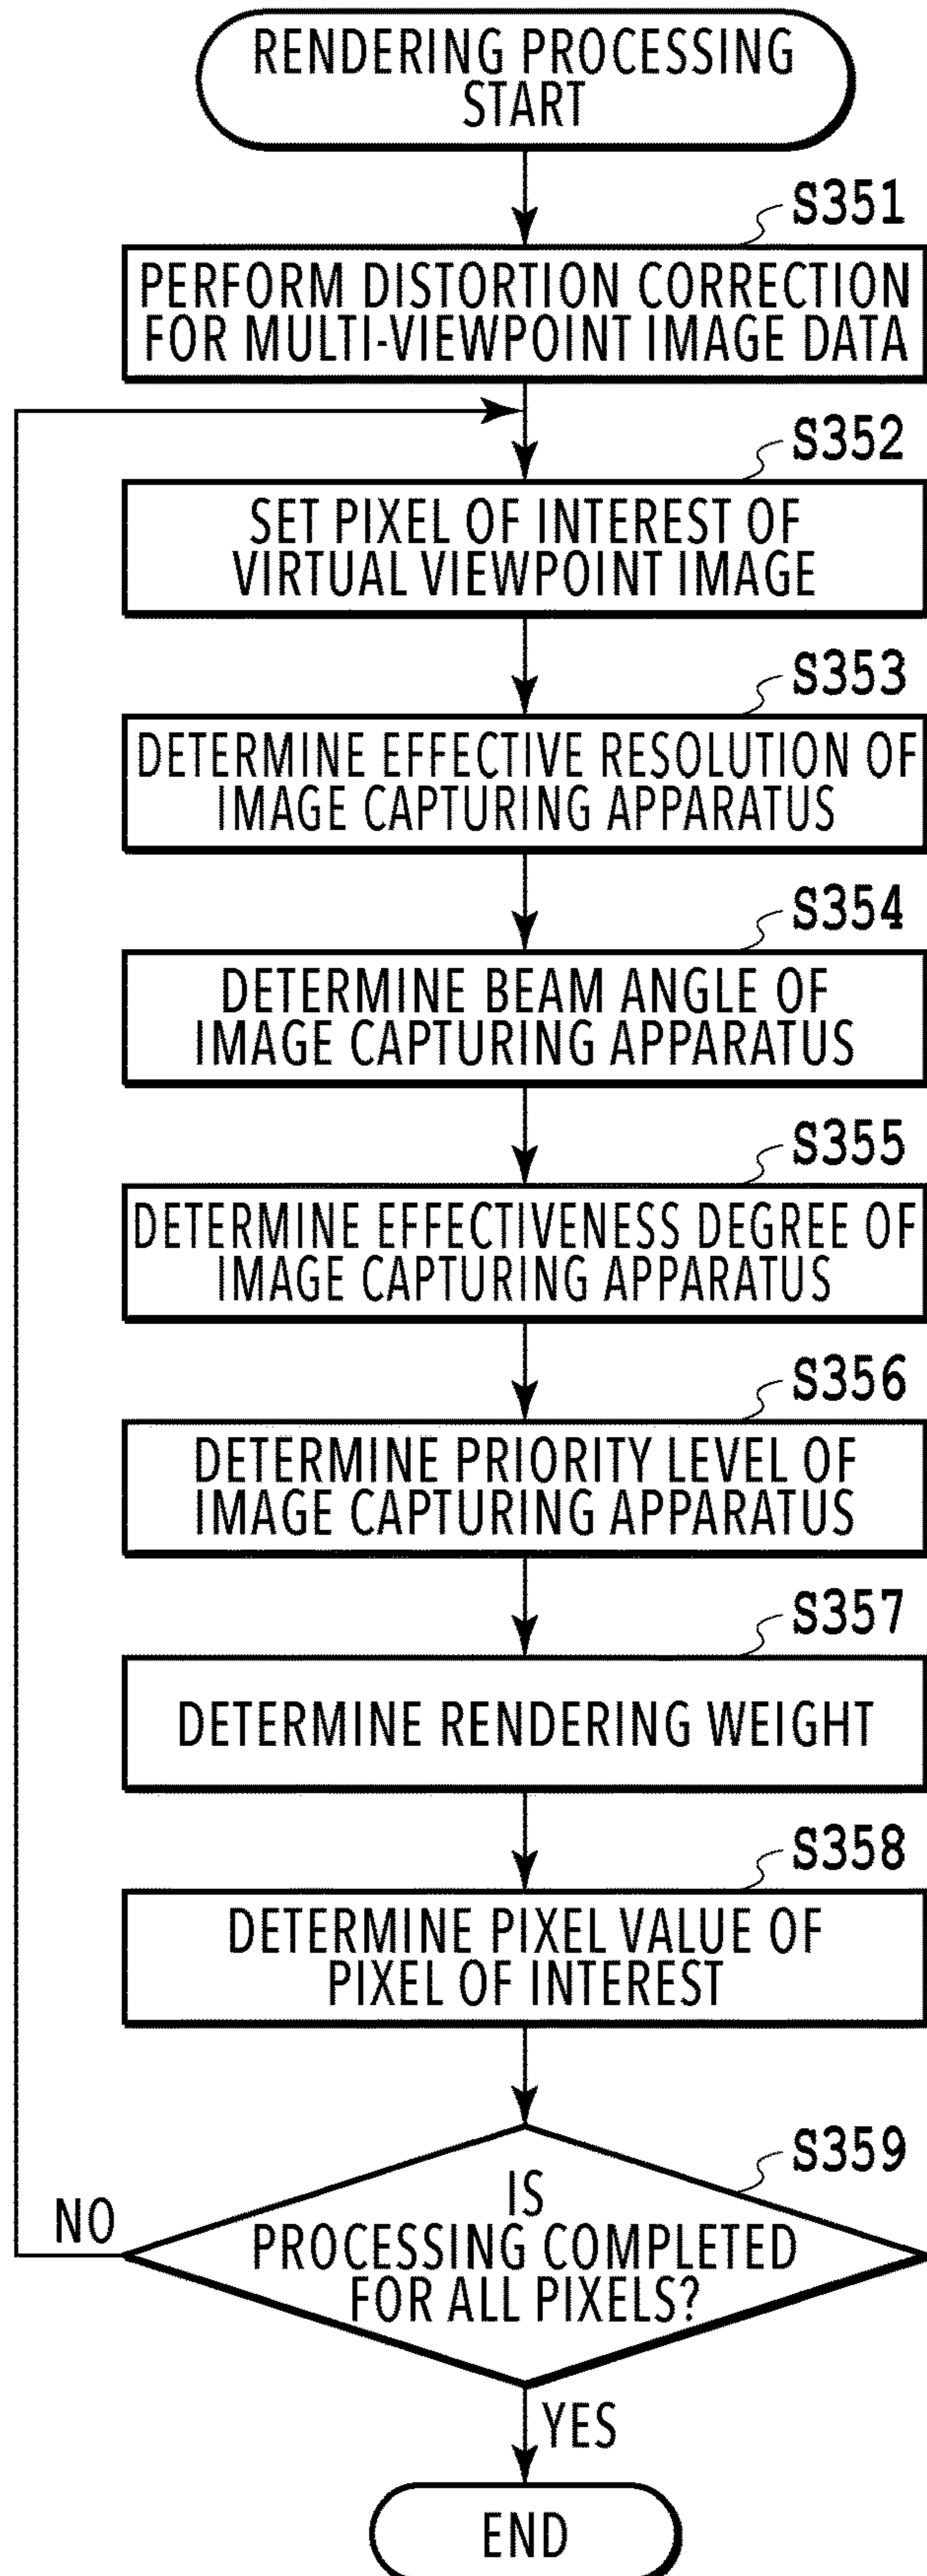 RENDERING PROCESSING
START
S351
PERFORM DISTORTION CORRECTION
FOR MULTI-VIEWPOINT IMAGE DATA
S352
SET PIXEL OF INTEREST OF
VIRTUAL VIEWPOINT IMAGE
S353
DETERMINE EFFECTIVE RESOLUTION OF
IMAGE CAPTURING APPARATUS
S354
DETERMINE BEAM ANGLE OF
IMAGE CAPTURING APPARATUS
S355
DETERMINE EFFECTIVENESS DEGREE OF
IMAGE CAPTURING APPARATUS
S356
DETERMINE PRIORITY LEVEL OF
IMAGE CAPTURING APPARATUS
S357
DETERMINE RENDERING WEIGHT
S358
DETERMINE PIXEL VALUE OF
PIXEL OF INTEREST
S359
IS
PROCESSING COMPLETED
FOR ALL PIXELS?
NO
YES
END